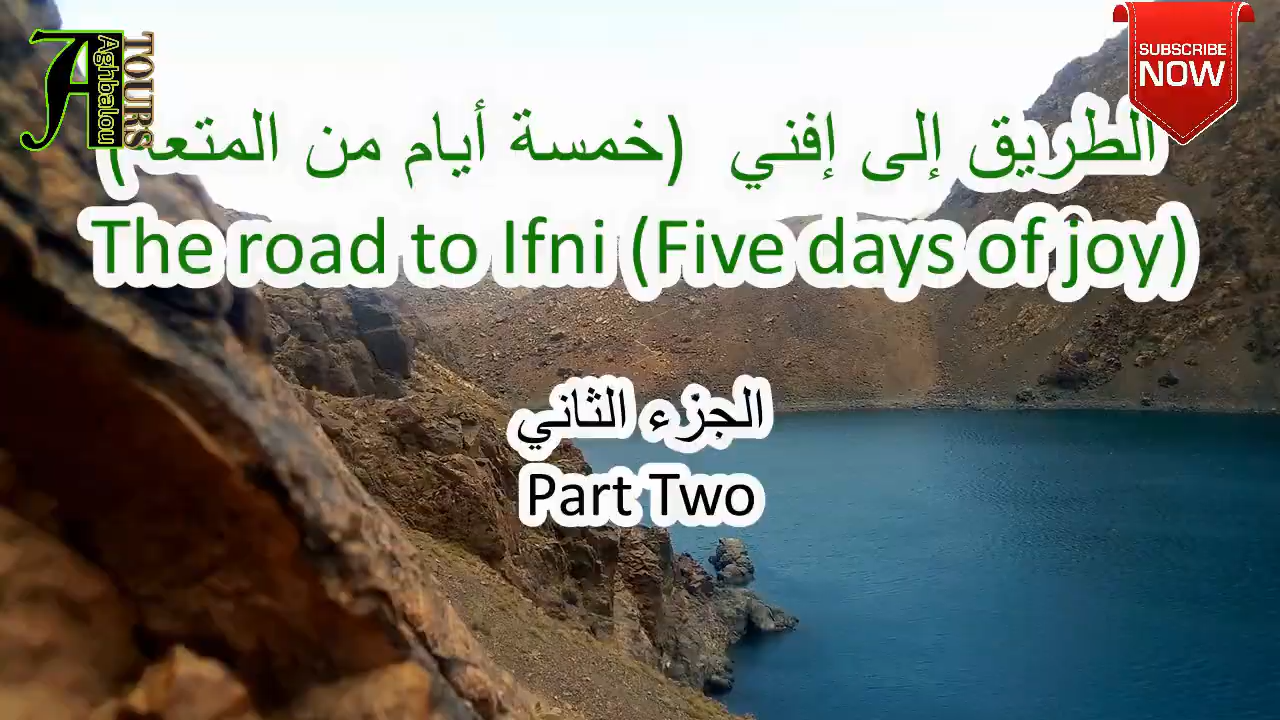 Aghbalou
TOURS
SUBSCRIBE
NOW
الطريق إلى إفني (خمسة أيام من المتعة)
The road to Ifni (Five days of joy)
الجزء الثاني
Part Two